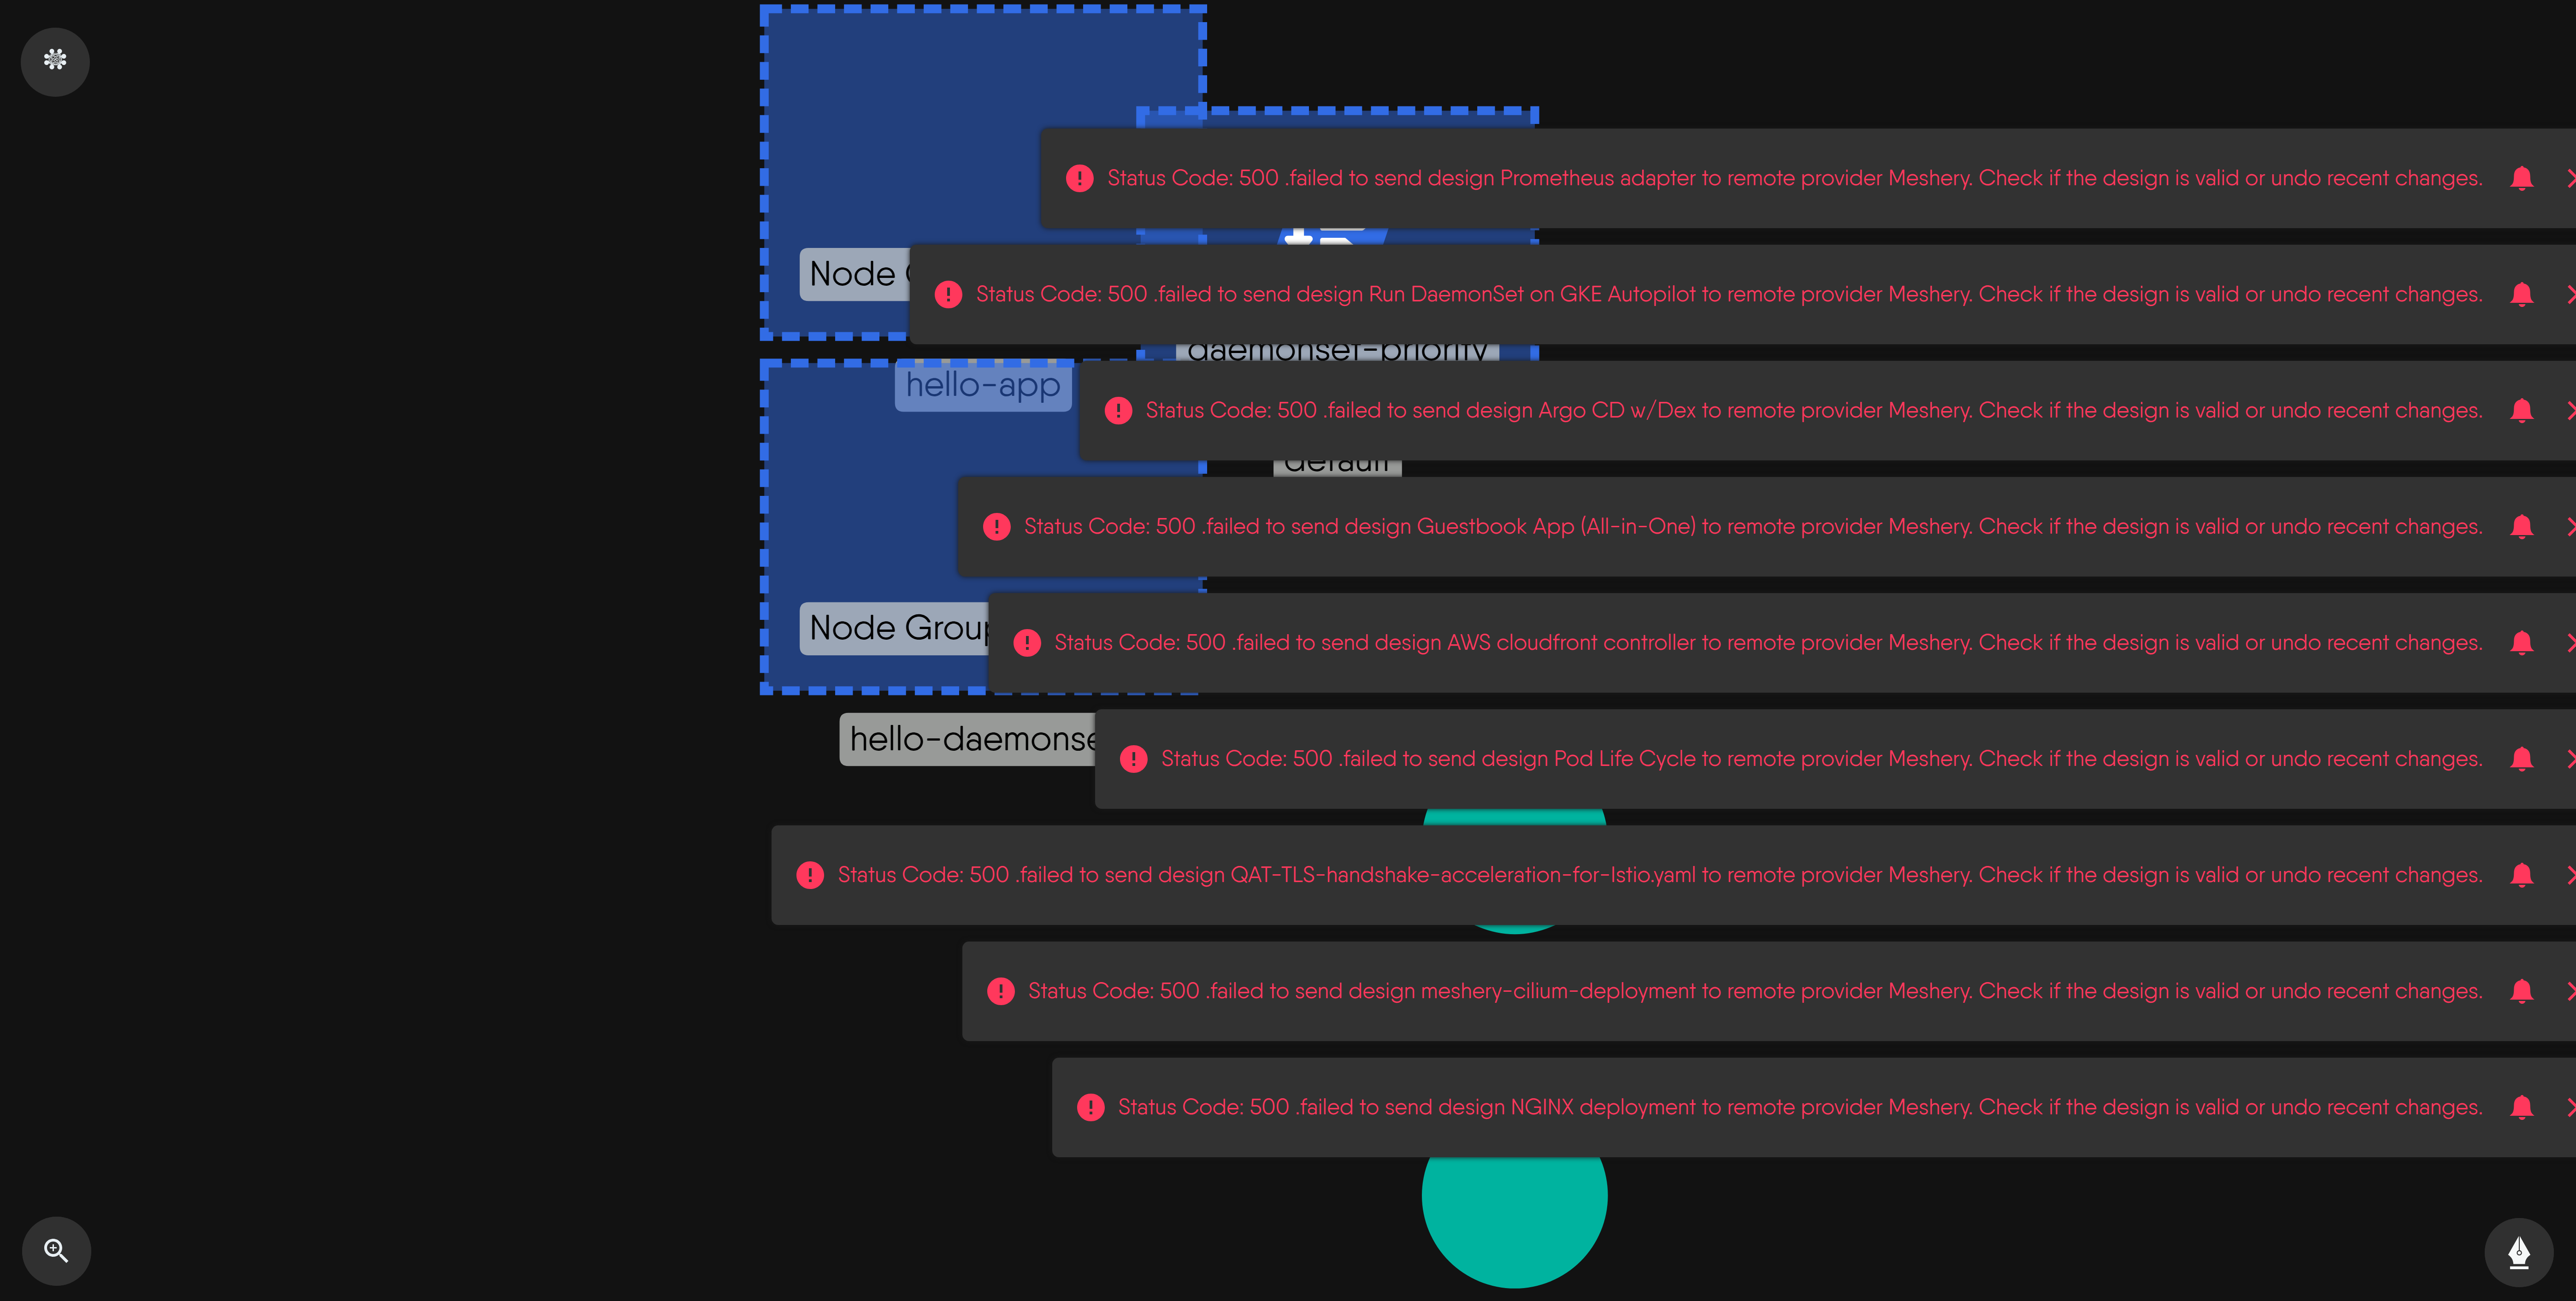 Status Code: 500 .failed to send design Prometheus adapter to remote provider Meshery. Check if the design is valid or undo recent changes.
Node
Status Code: 500 .failed to send design Run DaemonSet on GKE Autopilot to remote provider Meshery. Check if the design is valid or undo recent changes.
daemonset-priority
hello-app
Status Code: 500 .failed to send design Argo CD w/Dex to remote provider Meshery. Check if the design is valid or undo recent changes.
default
Status Code: 500 .failed to send design Guestbook App (All-in-One) to remote provider Meshery. Check if the design is valid or undo recent changes.
Node Group
Status Code: 500 .failed to send design AWS cloudfront controller to remote provider Meshery. Check if the design is valid or undo recent changes.
hello-daemonse
Status Code: 500 .failed to send design Pod Life Cycle to remote provider Meshery. Check if the design is valid or undo recent changes.
Status Code: 500 .failed to send design QAT-TLS-handshake-acceleration-for-Istio.yaml to remote provider Meshery. Check if the design is valid or undo recent changes.
Status Code: 500 .failed to send design meshery-cilium-deployment to remote provider Meshery. Check if the design is valid or undo recent changes.
Status Code: 500 .failed to send design NGINX deployment to remote provider Meshery. Check if the design is valid or undo recent changes.